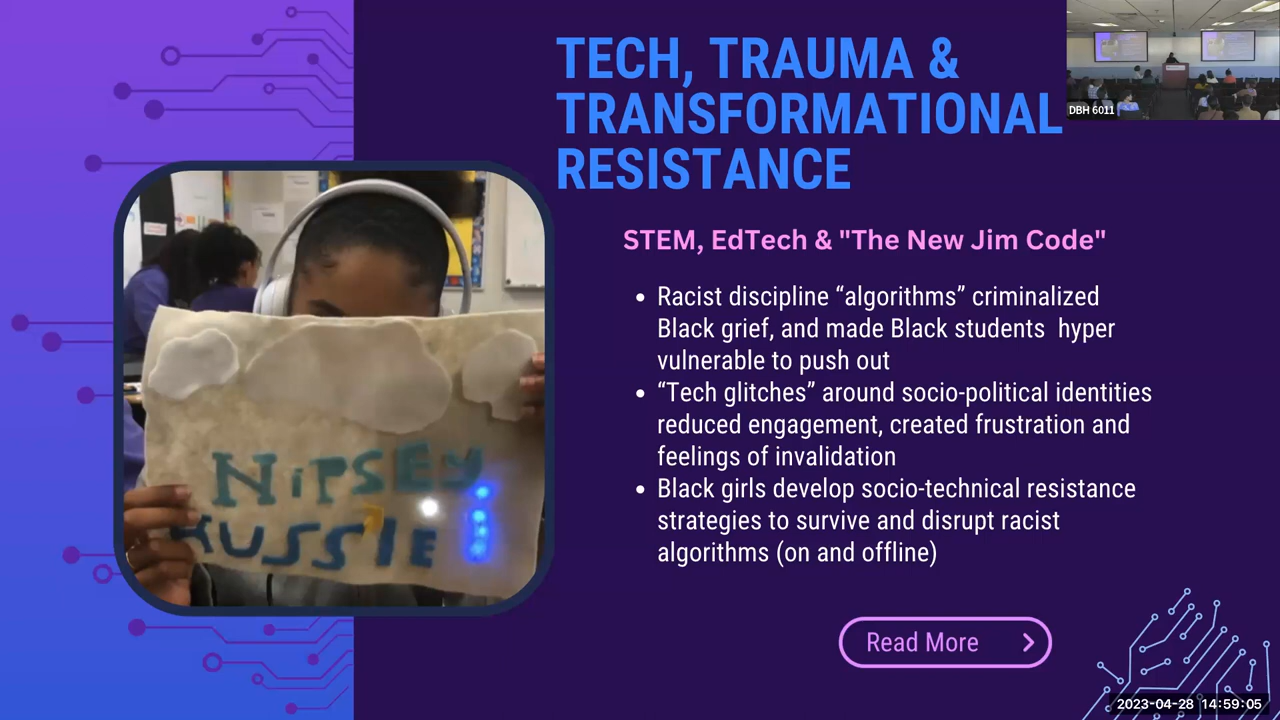 TECH, TRAUMA &
TRANSFORMATIONAL
RESISTANCE
DBH 6011
STEM, EdTech & "The New Jim Code"
• Racist discipline “algorithms” criminalized
Black grief, and made Black students hyper
vulnerable to push out
• “Tech glitches” around socio-political identities
reduced engagement, created frustration and
feelings of invalidation
• Black girls develop socio-technical resistance
strategies to survive and disrupt racist
algorithms (on and offline)
NiPSEY
HUSSlE
Read More
2023-04-28 14:59:05